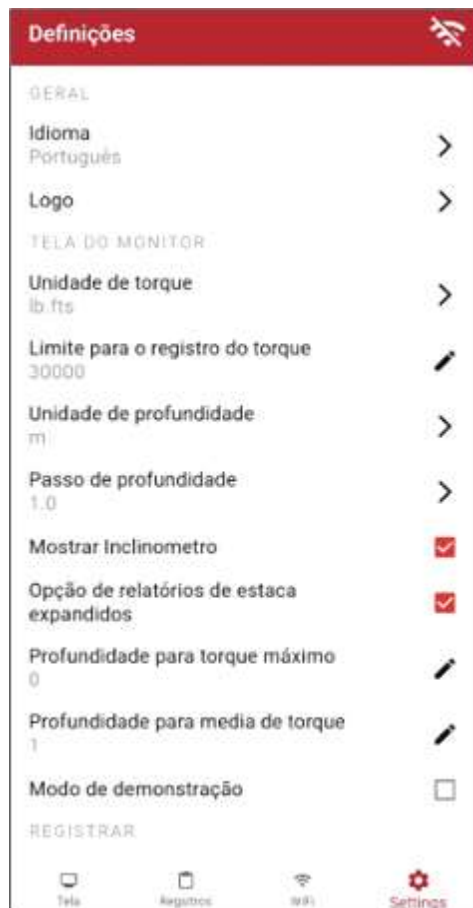 Definições
GERAL
Idioma
Português
Logo
TELA DO MONITOR
Unidade de torque
lb.fts
Limite para o registro do torque
30000
Unidade de profundidade
m
Passo de profundidade
1.0
Mostrar Inclinometro
Opção de relatórios de estaca
expandidos
Profundidade para torque máximo
0
Profundidade para media de torque
1
Modo de demonstração
REGISTRAR
Tela Registros WiFi Settings